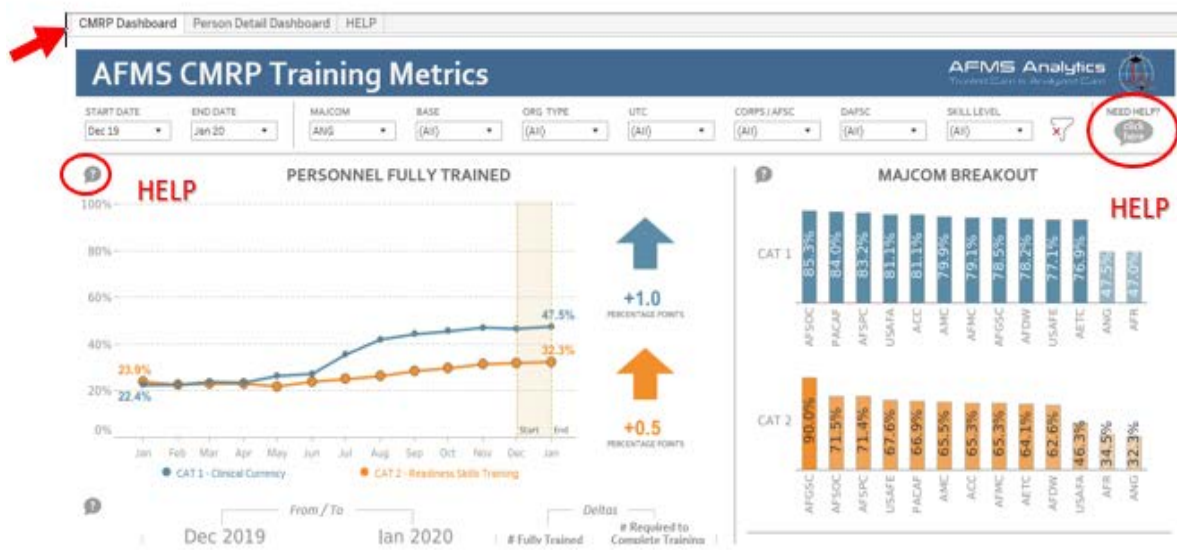 CMRP Dashboard Person Detail Dashboard HELP
AFMS CMRP Training Metrics
AFMS Analytics
START DATE END DATE MAJCOM BASE ORG TYPE UTC CORPS / AFSC DAFSC SKILL LEVEL NEED HELP?
Dec 19 Jan 20 (ANG (All) (All) (All) (All) (All) (All) click here
HELP
PERSONNEL FULLY TRAINED
100%
80%
60%
40%
20%
0%
23.9%
22.4%
47.5%
32.3%
Start End
Jan Feb Mar Apr May Jun Jul Aug Sep Oct Nov Dec Jan
CAT 1 - Clinical Currency CAT 2 - Readiness Skills Training
+1.0
PERCENTAGE POINTS
+0.5
PERCENTAGE POINTS
MAJCOM BREAKOUT
HELP
CAT 1
85.3% 84.0% 83.2% 81.1% 81.1% 79.9% 79.1% 78.5% 78.2% 77.1% 76.9% 47.5% 47.0%
AFSOC PACAF AFSPC USAFA ACC AMC AFMC AFGSC AFDW USAFE AETC ANG AFR
CAT 2
90.0% 71.5% 71.4% 67.6% 66.9% 65.5% 65.3% 65.3% 64.1% 62.6% 46.3% 34.5% 32.3%
AFGSC AFSOC AFSPC USAFE PACAF AMC ACC AFMC AETC AFDW USAFA AFR ANG
From / To Deltas
Dec 2019 Jan 2020 # Fully Trained # Required to
Complete Training